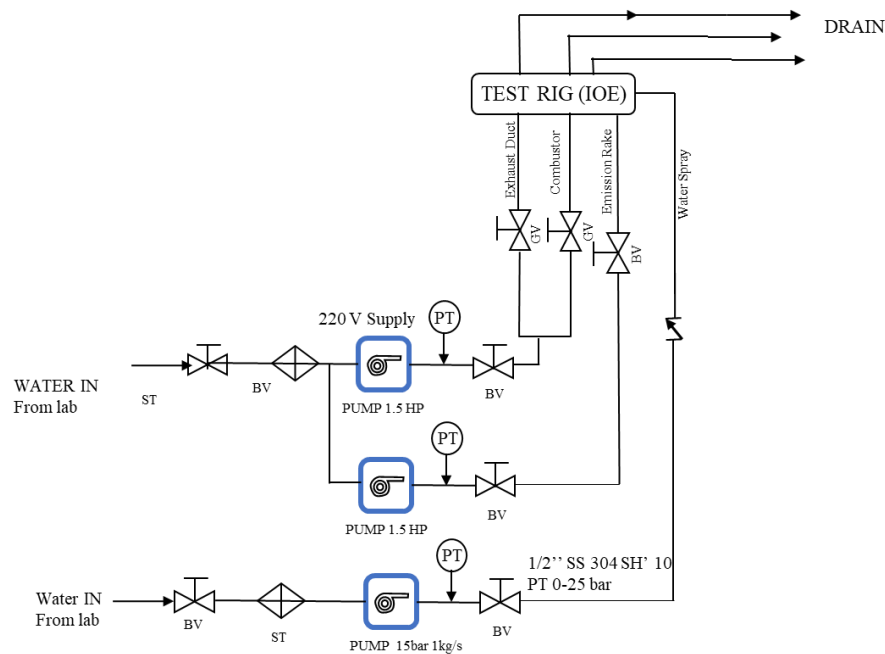 DRAIN
TEST RIG (IOE)
Exhaust Duct
Combustor
Emission Rake
Water Spray
GV
GV
BV
220 V Supply
PT
WATER IN
From lab
ST
BV
PUMP 1.5 HP
BV
PT
PUMP 1.5 HP
BV
1/2’’ SS 304 SH’ 10
PT 0-25 bar
PT
Water IN
From lab
BV
ST
PUMP 15bar 1kg/s
BV